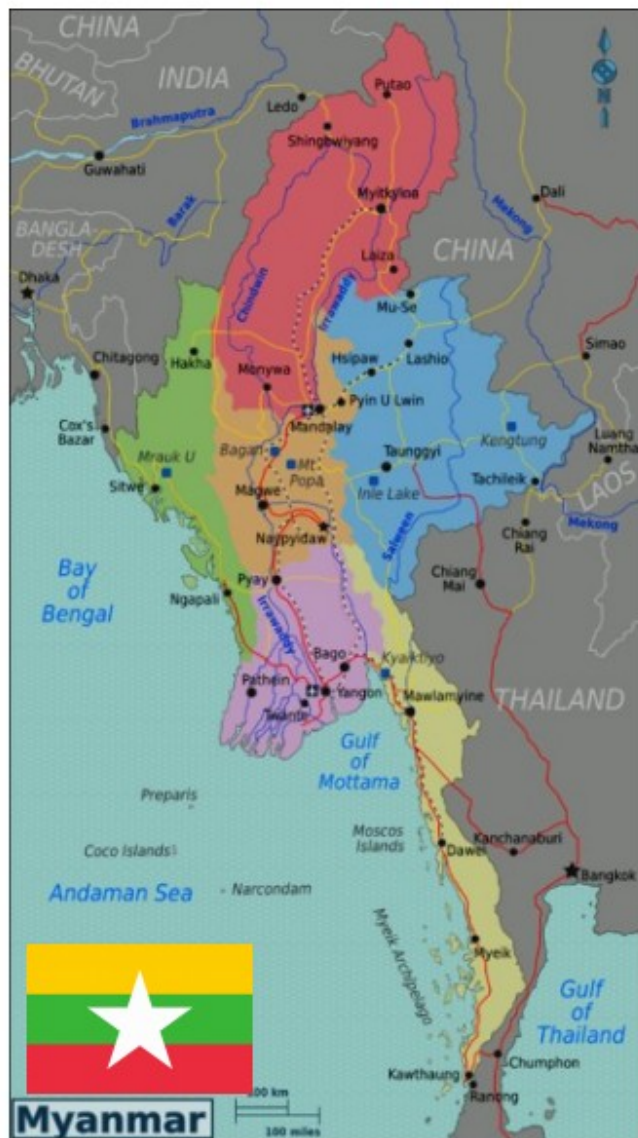 CHINA
BHUTAN
INDIA
Putao
Ledo
Brahmaputra
Shingbwiyang
Guwahati
Myitkyina
Dali
Barak
Mekong
BANGLA-
DESH
CHINA
Laiza
Dhaka
Chindwin
Irrawaddy
Mu-Se
Simao
Chitagong
Hakha
Hsipaw
Lashio
Monywa
Pyin U Lwin
Cox's
Bazar
Mandalay
Luang
Namtha
Mrauk U
Bagan
Mt
Popa
Taunggyi
Kengtung
Sitwe
Magwe
Inle Lake
Tachileik
LAOS
Naypyidaw
Salween
Mekong
Chiang
Rai
Bay
of
Bengal
Pyay
Chiang
Mai
Ngapali
Irrawaddy
Bago
Kyaiktiyo
Pathein
Yangon
Mawlamyine
THAILAND
Twante
Gulf
of
Mottama
Preparis
Moscos
Islands
Kanchanaburi
Coco Islands
Dawei
Bangkok
Andaman Sea
Narcondam
Myeik Archipelago
Myeik
Gulf
of
Thailand
Chumphon
Kawthaung
Ranong
Myanmar
100 miles
N